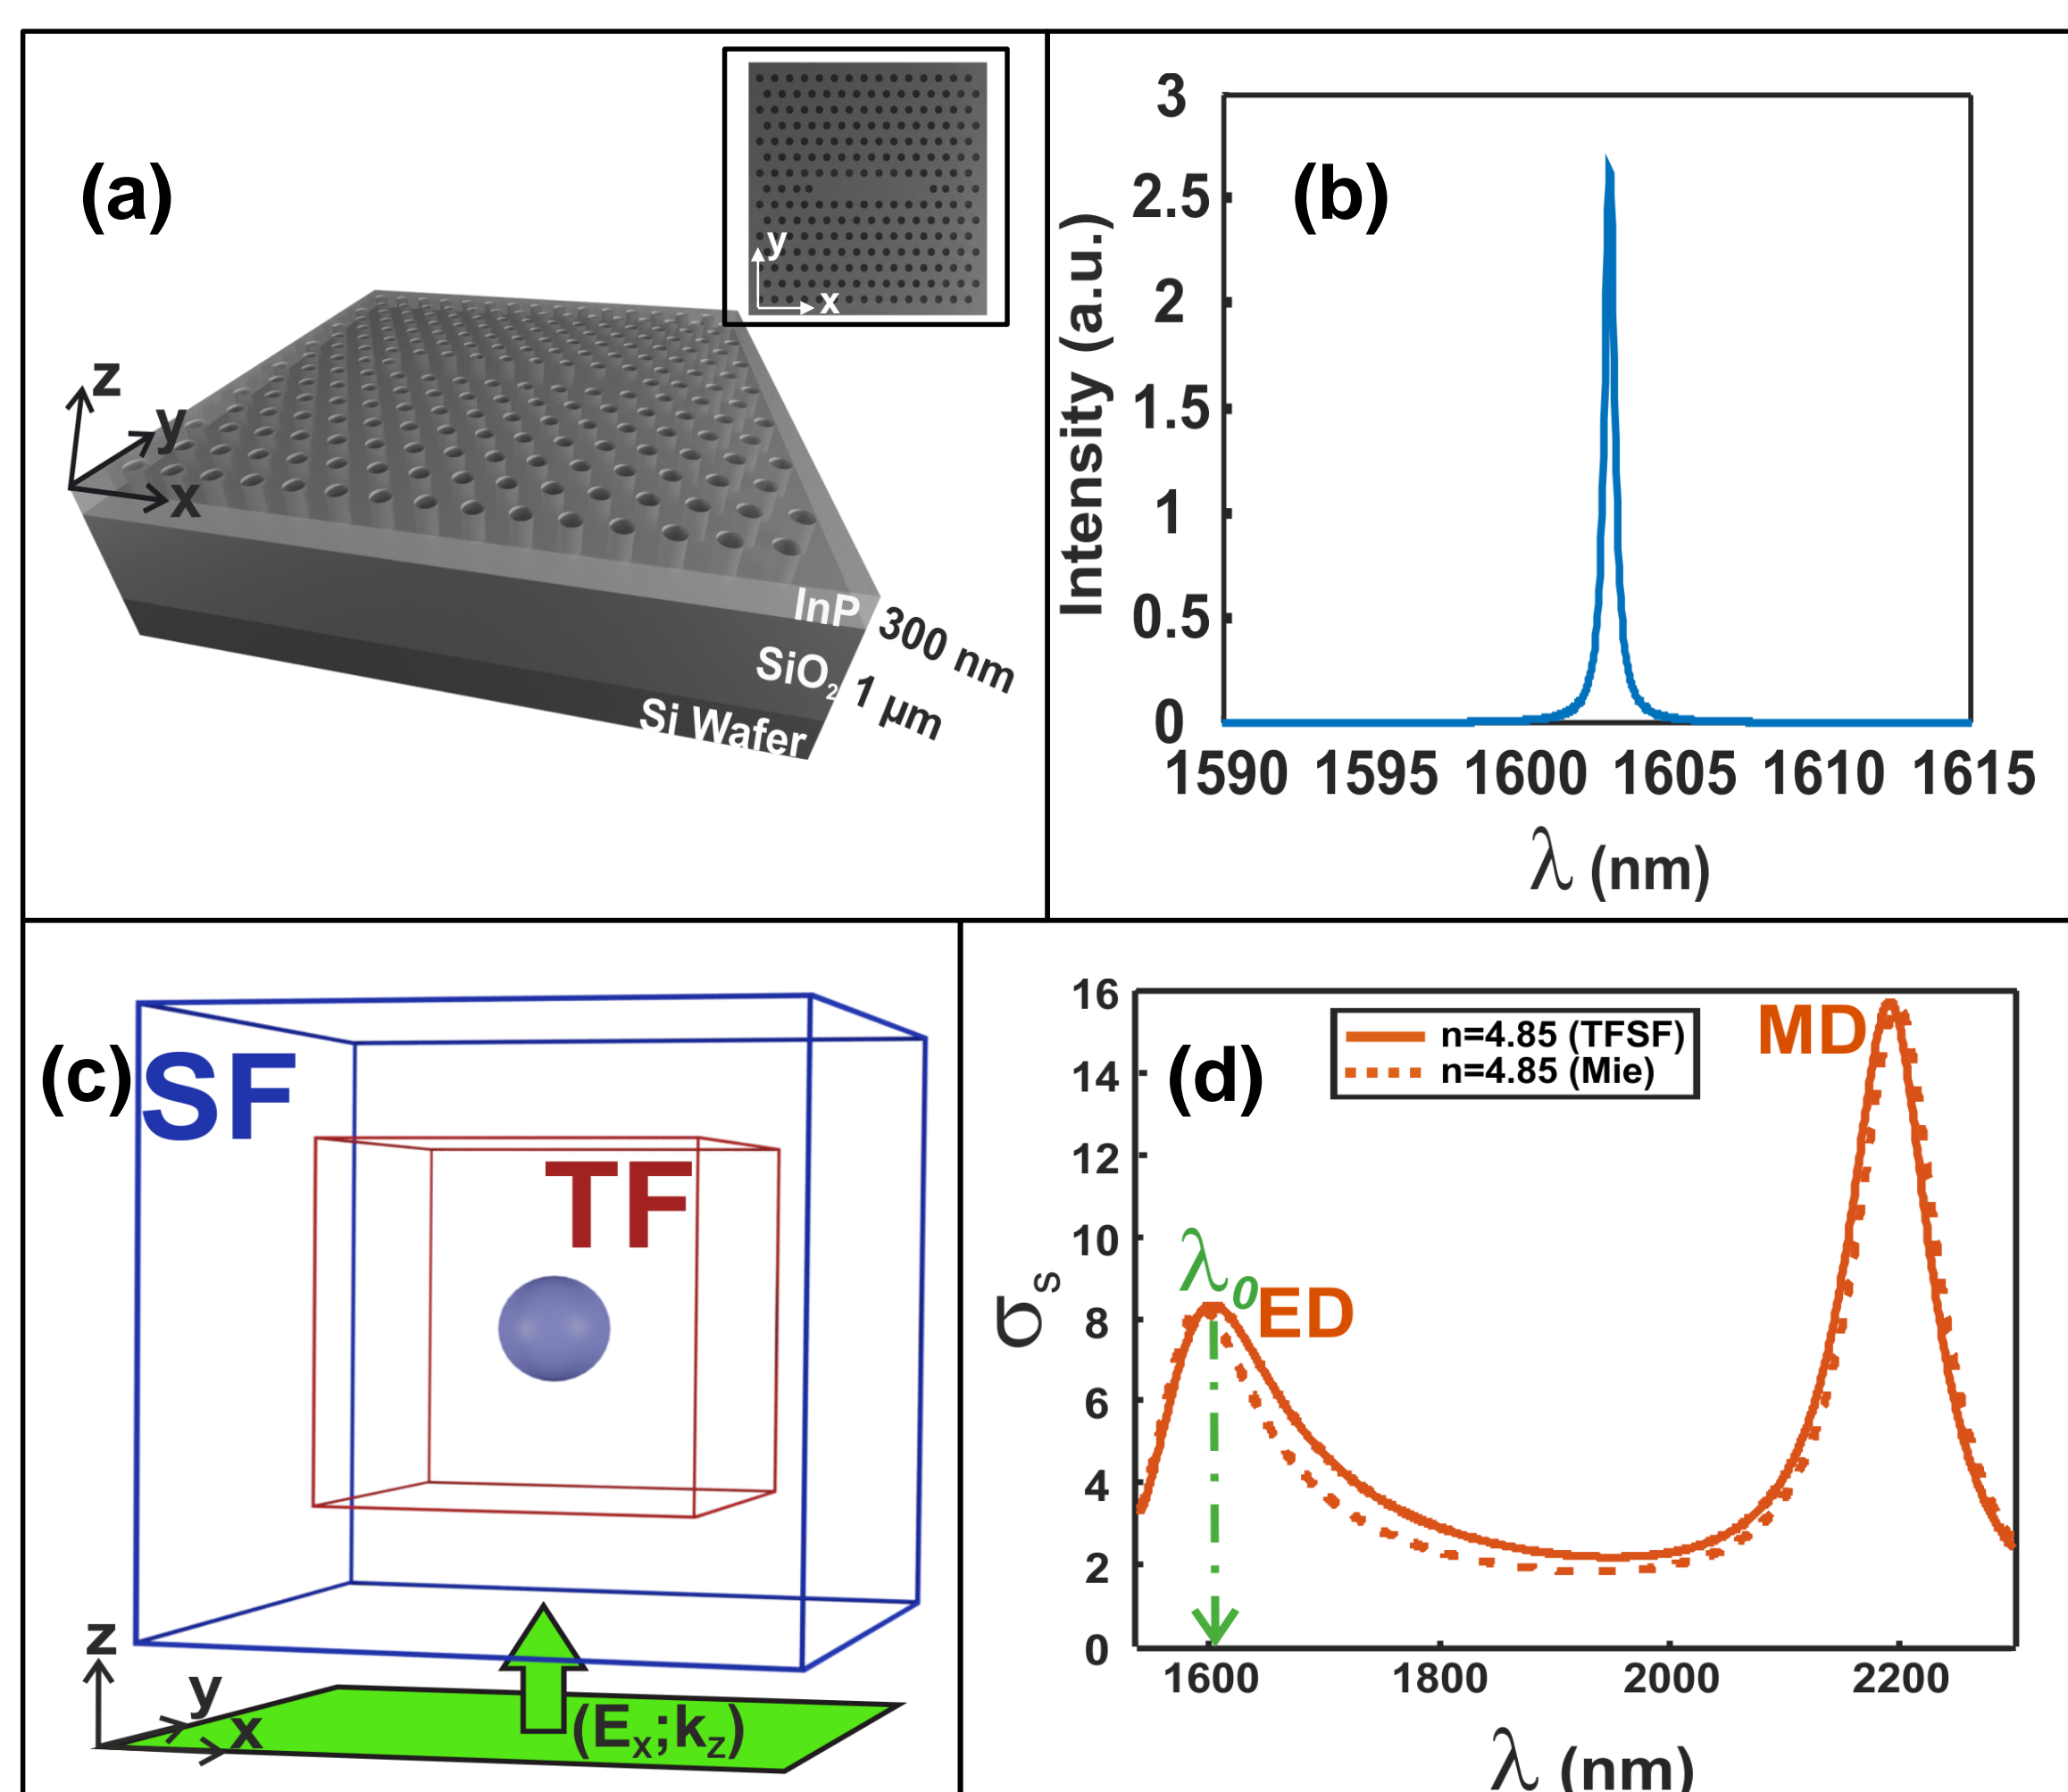 (a)
y
x
z
y
x
InP 300 nm
SiO2 1 µm
Si Wafer
(b)
Intensity (a.u.)
3
2.5
2
1.5
1
0.5
0
1590 1595 1600 1605 1610 1615
λ (nm)
(c)
SF
TF
z
y
x
(Ex;kz)
(d)
n=4.85 (TFSF)
n=4.85 (Mie)
MD
λ0
ED
σs
16
14
12
10
8
6
4
2
0
1600 1800 2000 2200
λ (nm)